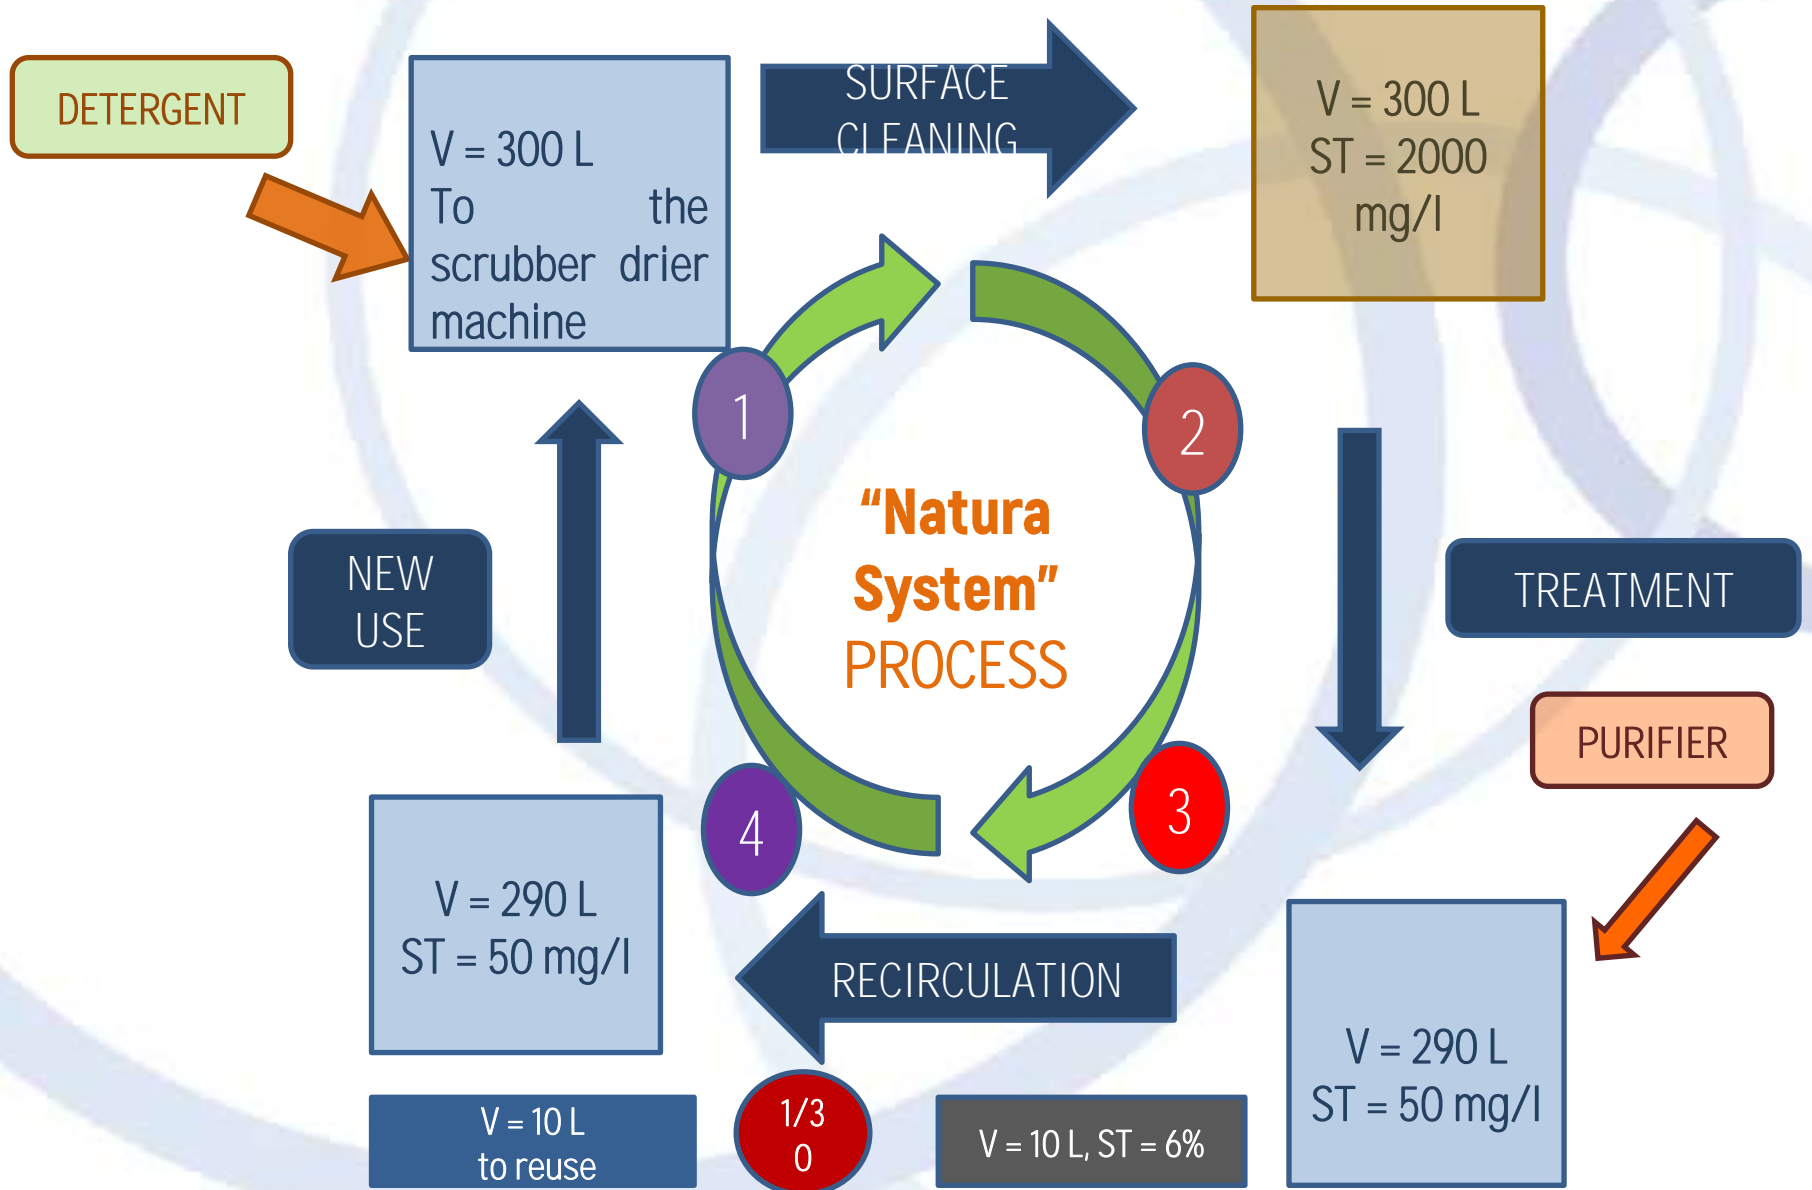 DETERGENT
V = 300 L
To the
scrubber drier
machine
SURFACE
CLEANING
V = 300 L
ST = 2000
mg/l
1
2
"Natura
System"
PROCESS
NEW
USE
TREATMENT
PURIFIER
3
4
V = 290 L
ST = 50 mg/l
RECIRCULATION
V = 290 L
ST = 50 mg/l
V = 10 L
to reuse
1/3
0
V = 10 L, ST = 6%